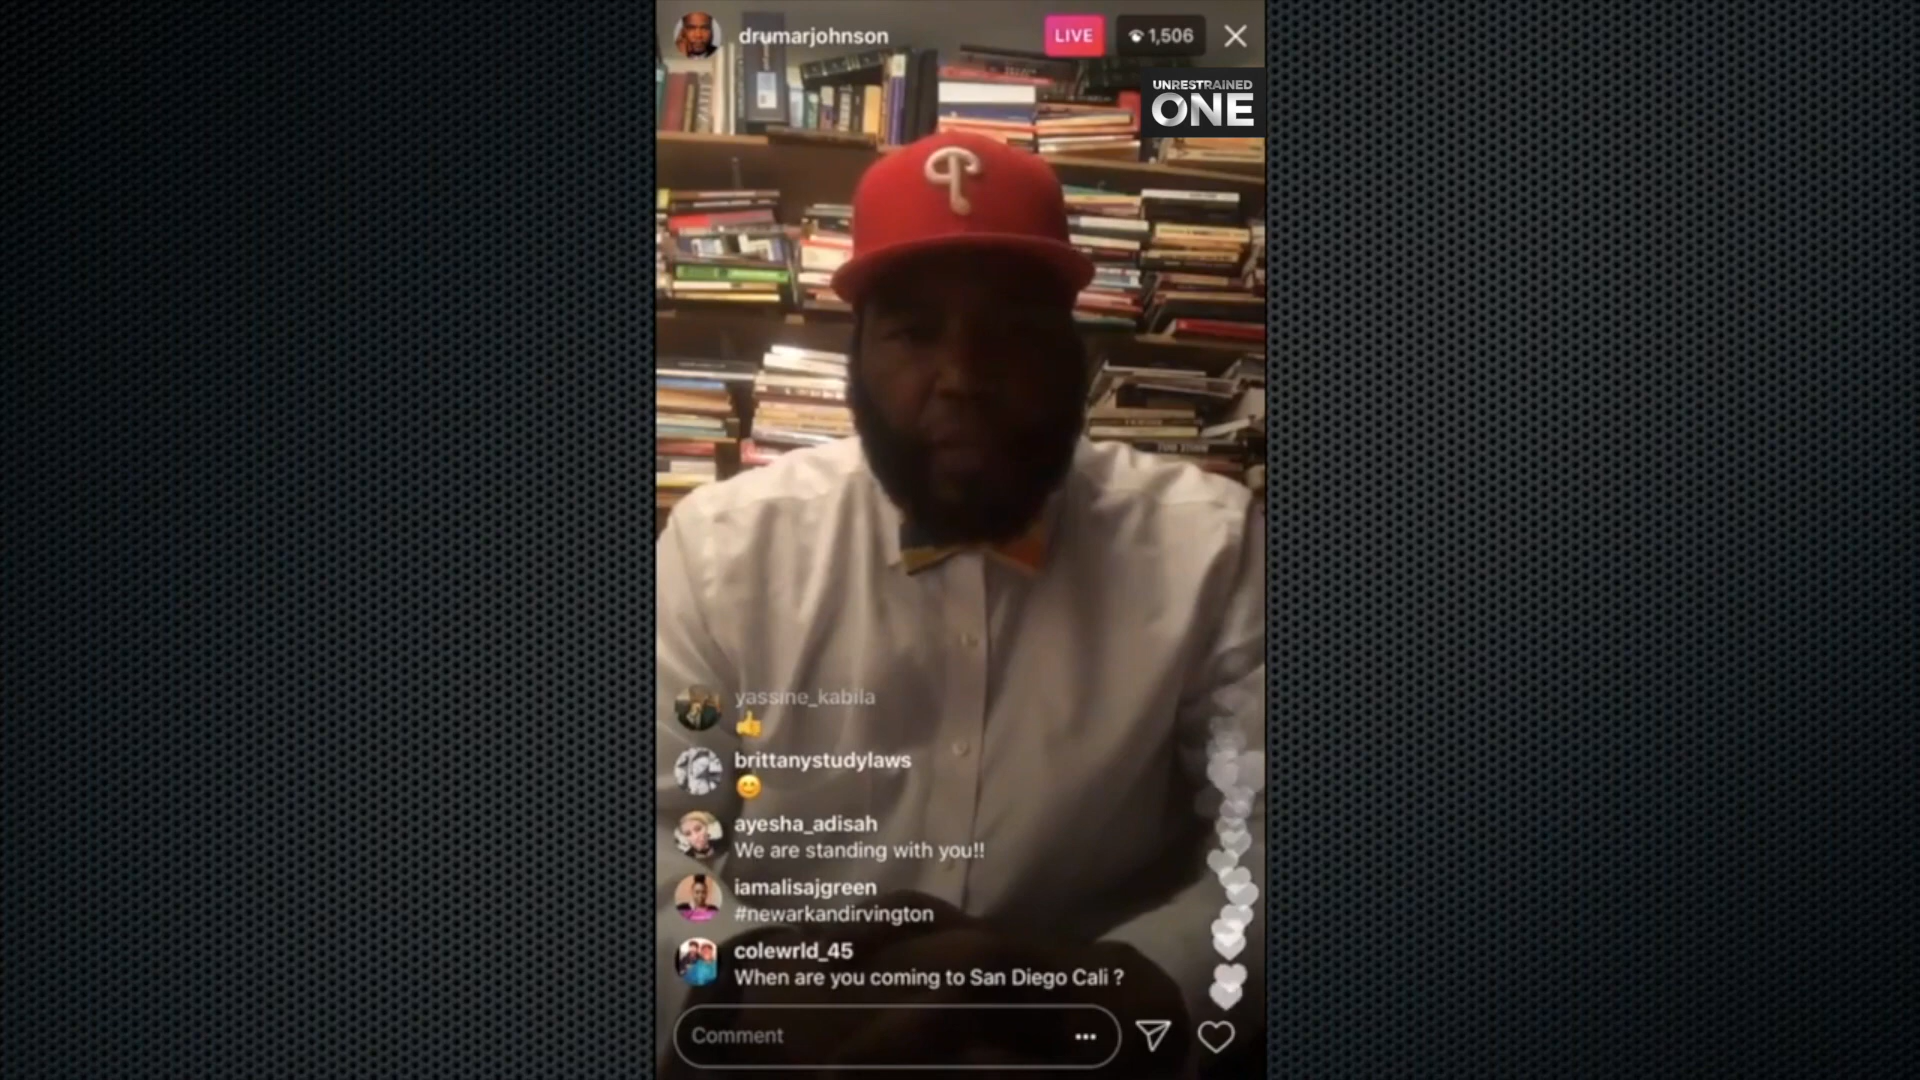 drumarjohnson
LIVE
1,506
UNRESTRAINED
ONE
P
yassine_kabila
👍
brittanystudylaws
😊
ayesha_adisah
We are standing with you!!
iamalisajgreen
#newarkandirvington
colewrld_45
When are you coming to San Diego Cali ?
Comment